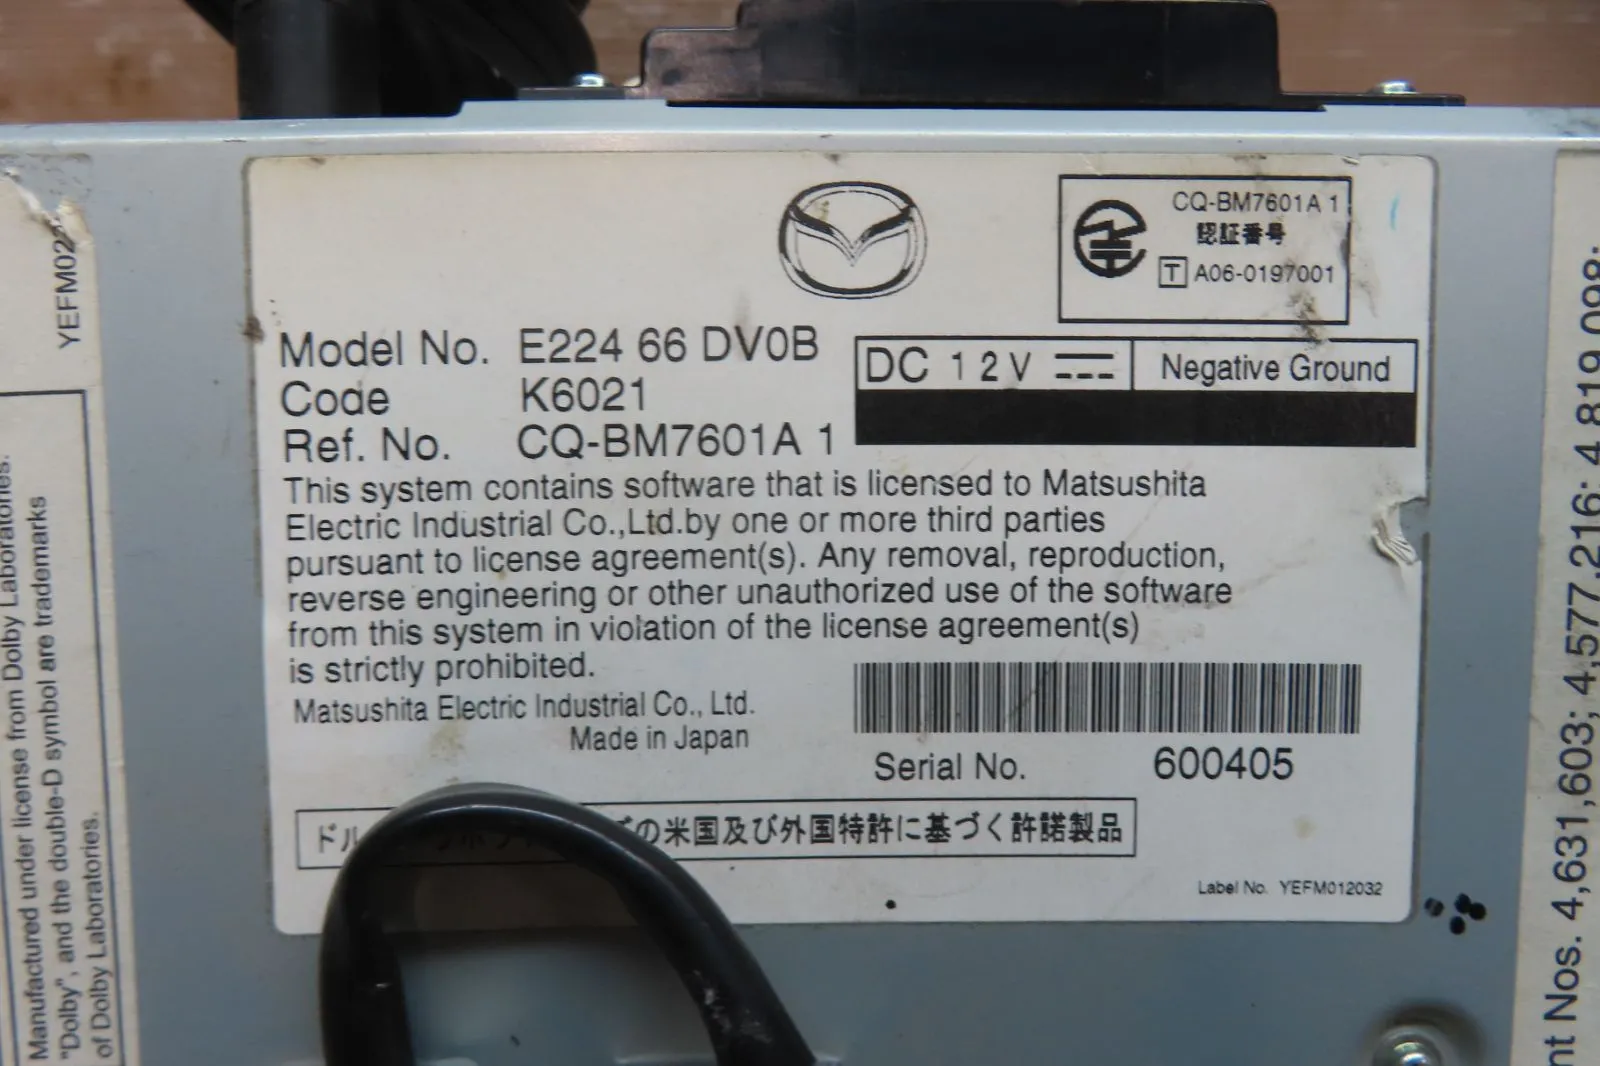 YEFM02
Manufactured under license from Dolby Laboratories.
"Dolby", and the double-D symbol are trademarks
of Dolby Laboratories.
CQ-BM7601A 1
認証番号
T A06-0197001
Model No. E224 66 DV0B
Code K6021
Ref. No. CQ-BM7601A 1
DC 12V Negative Ground
This system contains software that is licensed to Matsushita
Electric Industrial Co.,Ltd.by one or more third parties
pursuant to license agreement(s). Any removal, reproduction,
reverse engineering or other unauthorized use of the software
from this system in violation of the license agreement(s)
is strictly prohibited.
Matsushita Electric Industrial Co., Ltd.
Made in Japan
Serial No. 600405
の米国及び外国特許に基づく許諾製品
Label No. YEFM012032
Nos. 4,631,603; 4,577,216; 4,819,098;